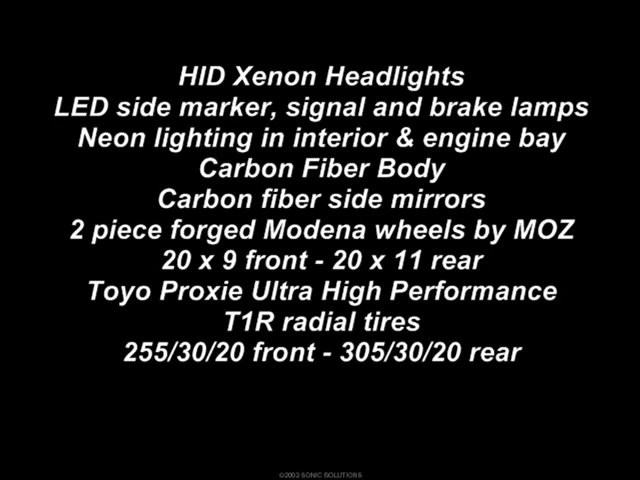 HID Xenon Headlights
LED side marker, signal and brake lamps
Neon lighting in interior & engine bay
Carbon Fiber Body
Carbon fiber side mirrors
2 piece forged Modena wheels by MOZ
20 x 9 front - 20 x 11 rear
Toyo Proxie Ultra High Performance
T1R radial tires
255/30/20 front - 305/30/20 rear
©2003 SONIC SOLUTIONS